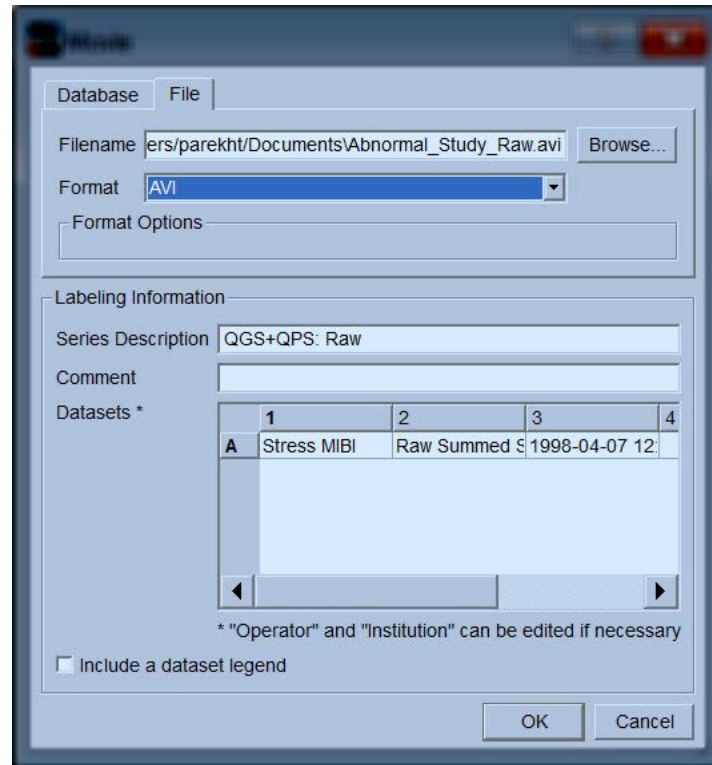 Movie
Database File
Filename ers/parekht/Documents\Abnormal_Study_Raw.avi Browse...
Format AVI
Format Options
Labeling Information
Series Description QGS+QPS: Raw
Comment
Datasets *
1 2 3 4
A Stress MIBI Raw Summed S 1998-04-07 12:
* "Operator" and "Institution" can be edited if necessary
Include a dataset legend
OK Cancel